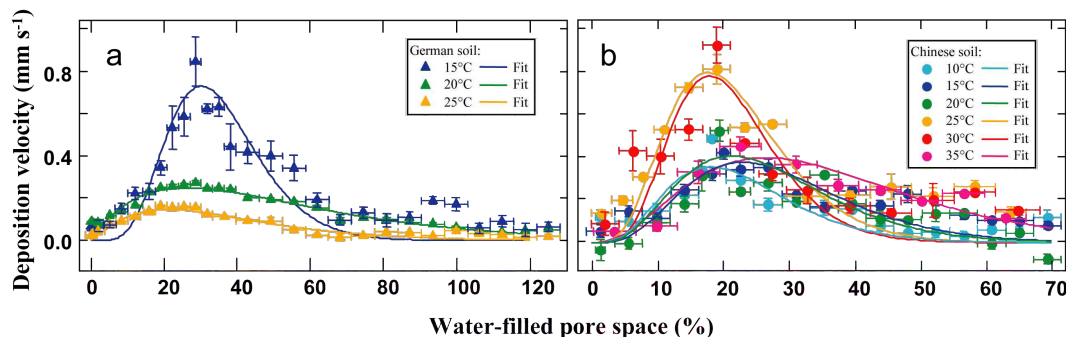 a
German soil:
15°C Fit
20°C Fit
25°C Fit
b
Chinese soil:
10°C Fit
15°C Fit
20°C Fit
25°C Fit
30°C Fit
35°C Fit
Deposition velocity (mm s⁻¹)
0.8
0.4
0.0
0 20 40 60 80 100 120
0 10 20 30 40 50 60 70
Water-filled pore space (%)